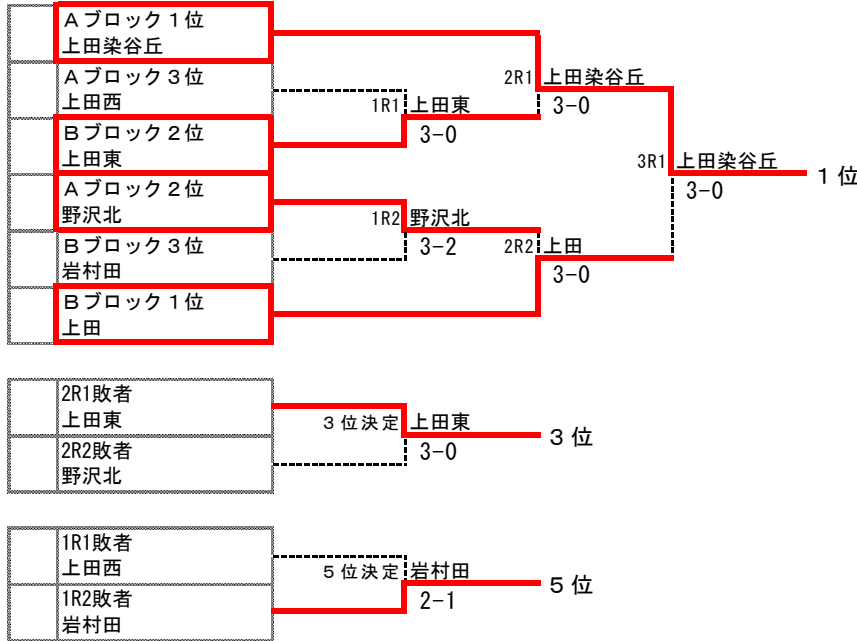 Ａブロック１位
上田染谷丘
Ａブロック３位
上田西
Ｂブロック２位
上田東
Ａブロック２位
野沢北
Ｂブロック３位
岩村田
Ｂブロック１位
上田
1R1 上田東
3-0
1R2 野沢北
3-2
2R1 上田染谷丘
3-0
2R2 上田
3-0
3R1 上田染谷丘
3-0
１位
2R1敗者
上田東
2R2敗者
野沢北
３位決定 上田東
3-0
３位
1R1敗者
上田西
1R2敗者
岩村田
５位決定 岩村田
2-1
５位